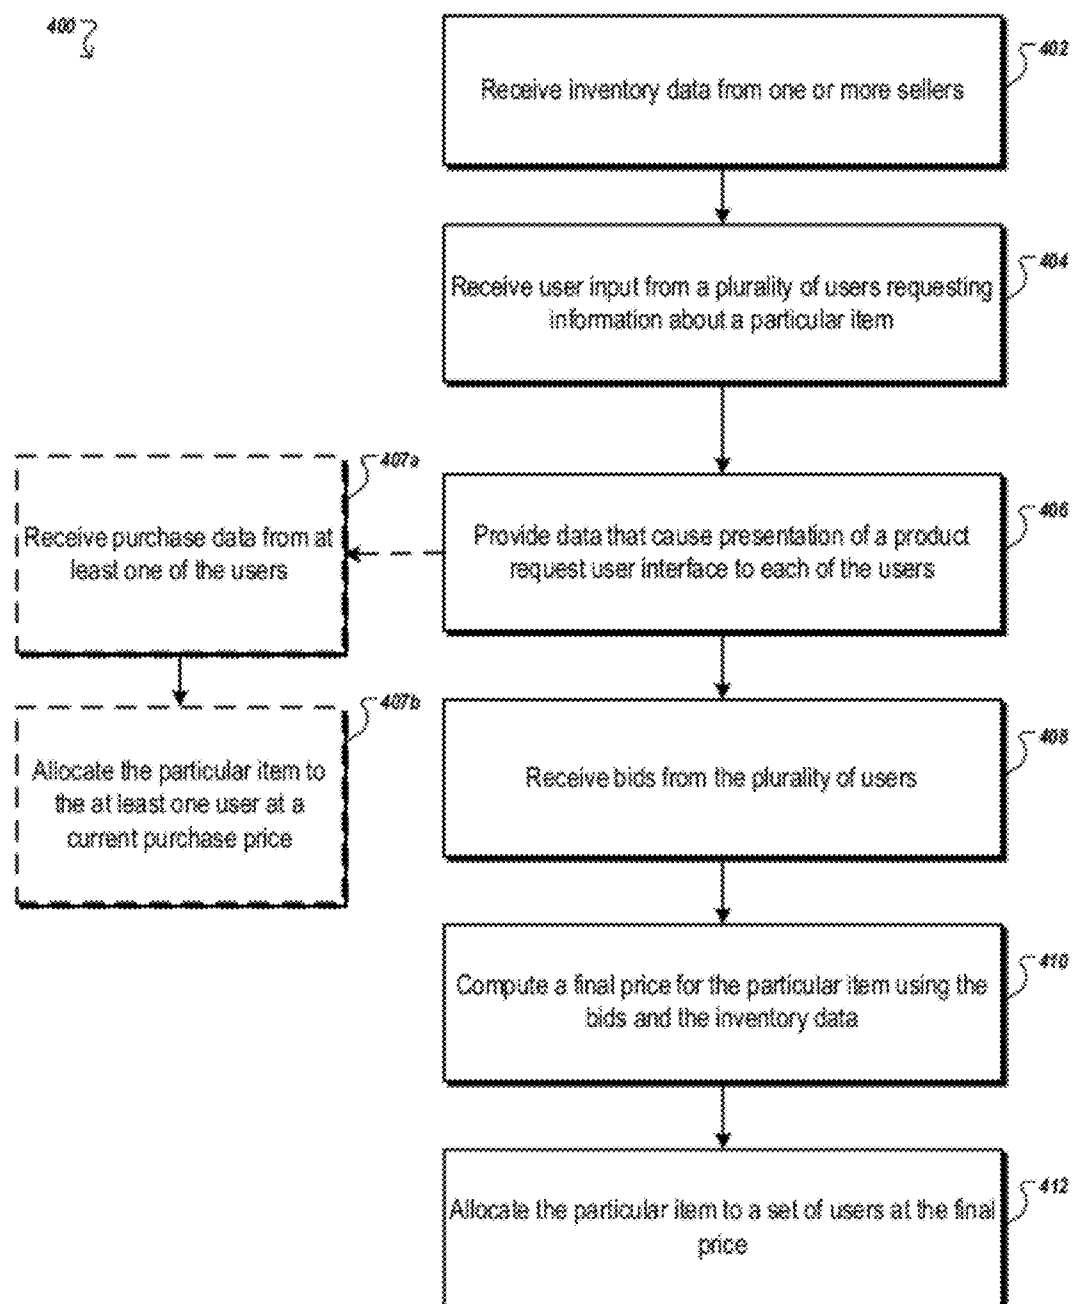 400
402
Receive inventory data from one or more sellers
404
Receive user input from a plurality of users requesting
information about a particular item
407a
Receive purchase data from at
least one of the users
406
Provide data that cause presentation of a product
request user interface to each of the users
407b
Allocate the particular item to
the at least one user at a
current purchase price
408
Receive bids from the plurality of users
410
Compute a final price for the particular item using the
bids and the inventory data
412
Allocate the particular item to a set of users at the final
price